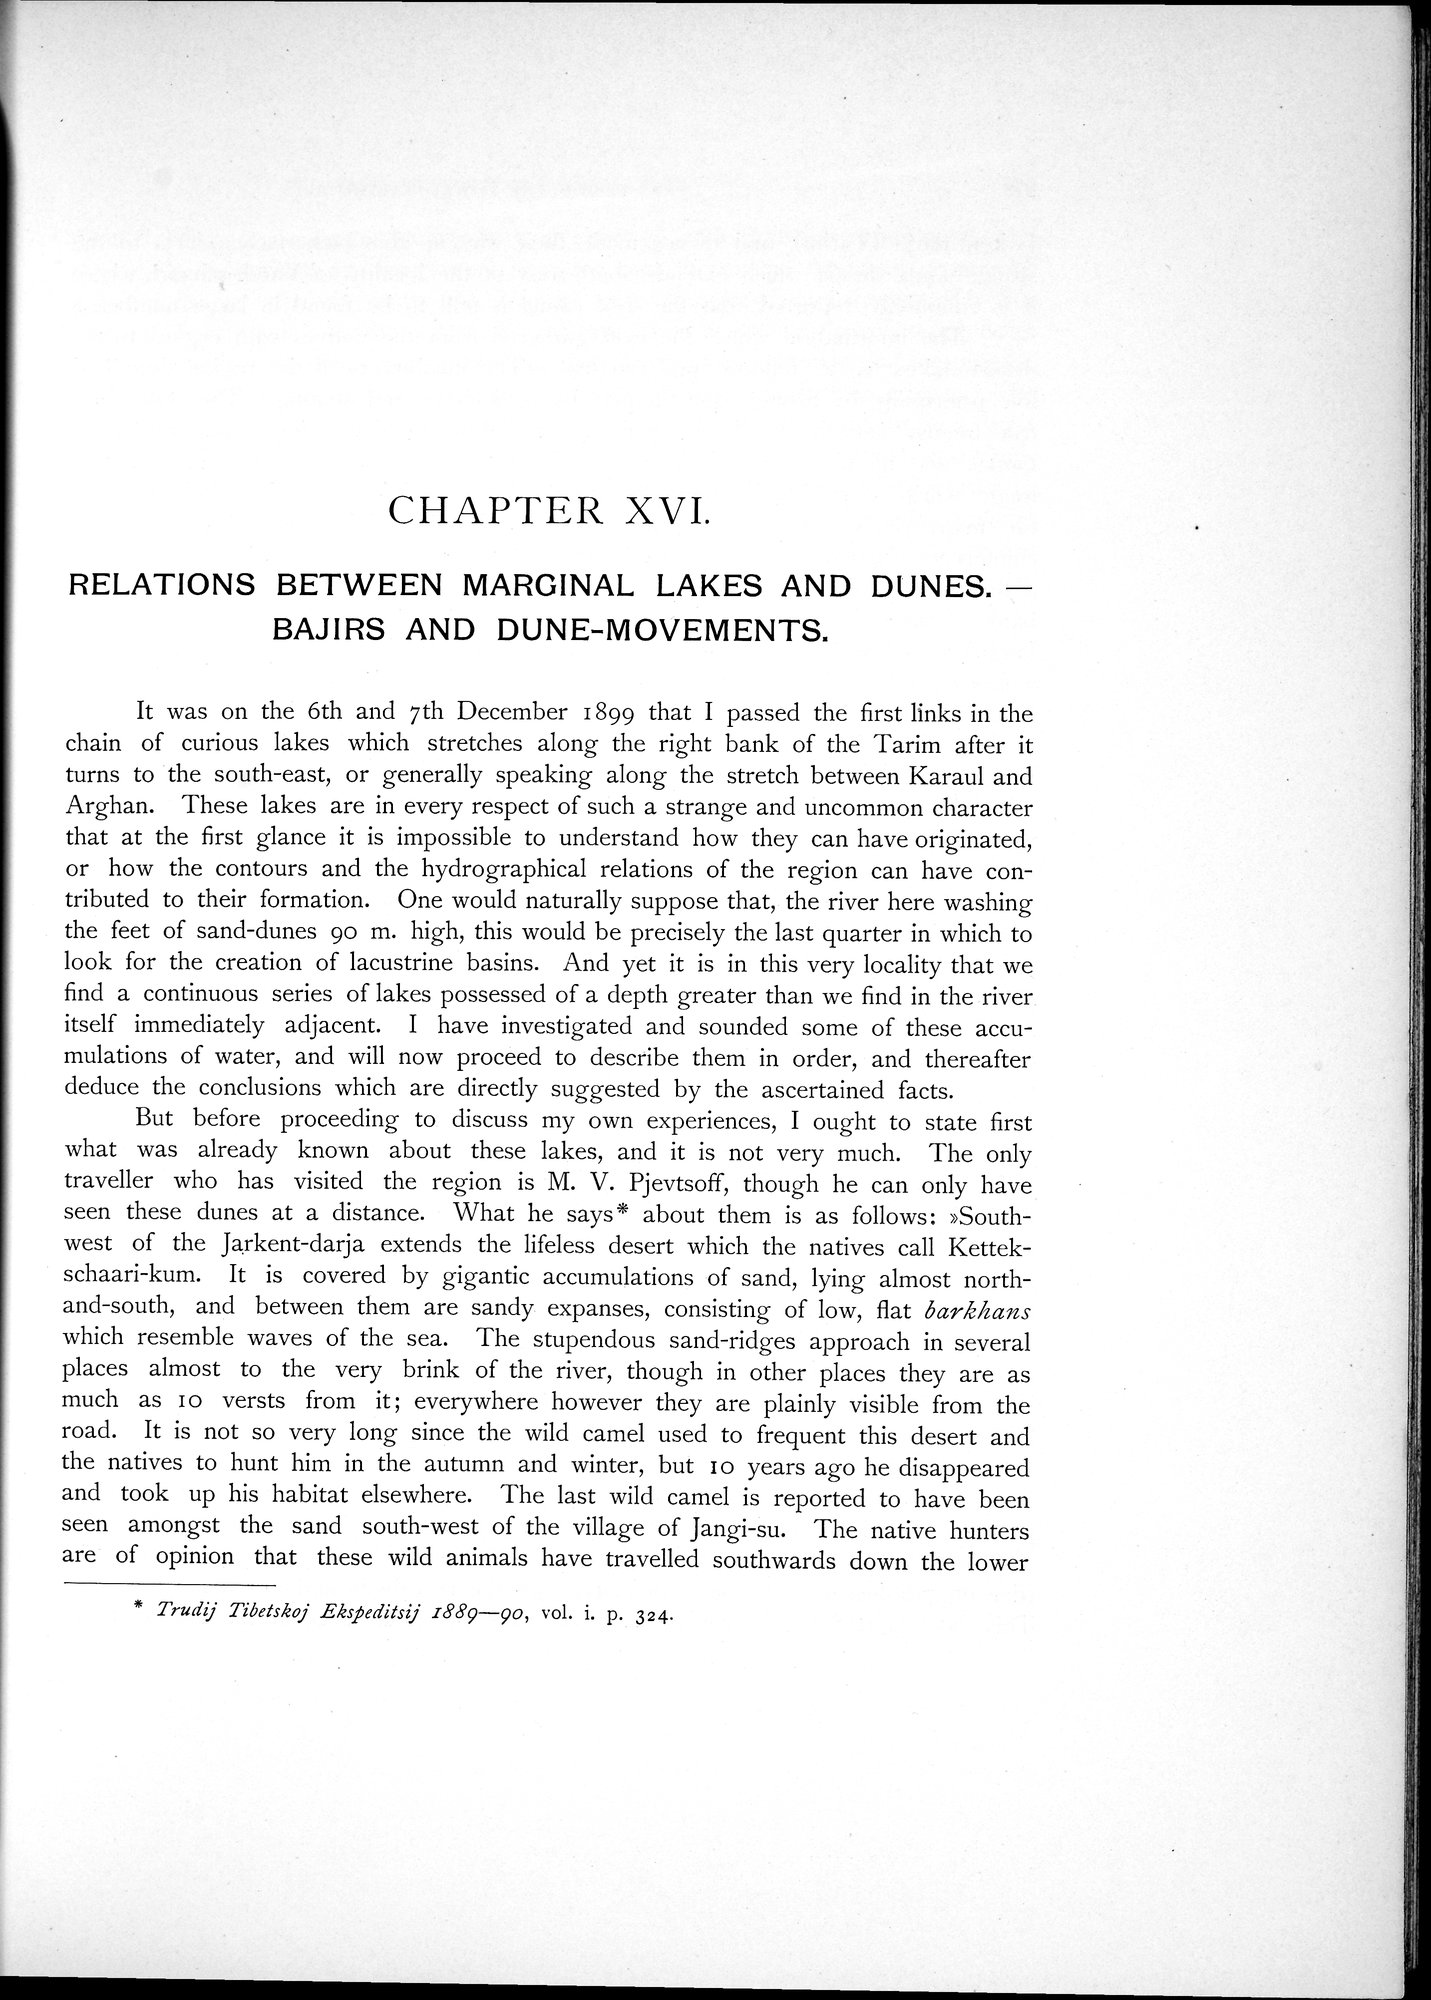 CHAPTER XVI.
RELATIONS BETWEEN MARGINAL LAKES AND DUNES. —
BAJIRS AND DUNE-MOVEMENTS.
It was on the 6th and 7th December 1899 that I passed the first links in the
chain of curious lakes which stretches along the right bank of the Tarim after it
turns to the south-east, or generally speaking along the stretch between Karaul and
Arghan. These lakes are in every respect of such a strange and uncommon character
that at the first glance it is impossible to understand how they can have originated,
or how the contours and the hydrographical relations of the region can have con-
tributed to their formation. One would naturally suppose that, the river here washing
the feet of sand-dunes 90 m. high, this would be precisely the last quarter in which to
look for the creation of lacustrine basins. And yet it is in this very locality that we
find a continuous series of lakes possessed of a depth greater than we find in the river
itself immediately adjacent. I have investigated and sounded some of these accu-
mulations of water, and will now proceed to describe them in order, and thereafter
deduce the conclusions which are directly suggested by the ascertained facts.
But before proceeding to discuss my own experiences, I ought to state first
what was already known about these lakes, and it is not very much. The only
traveller who has visited the region is M. V. Pjevtsoff, though he can only have
seen these dunes at a distance. What he says* about them is as follows: »South-
west of the Jarkent-darja extends the lifeless desert which the natives call Kettek-
schaari-kum. It is covered by gigantic accumulations of sand, lying almost north-
and-south, and between them are sandy expanses, consisting of low, flat barkhans
which resemble waves of the sea. The stupendous sand-ridges approach in several
places almost to the very brink of the river, though in other places they are as
much as 10 versts from it; everywhere however they are plainly visible from the
road. It is not so very long since the wild camel used to frequent this desert and
the natives to hunt him in the autumn and winter, but 10 years ago he disappeared
and took up his habitat elsewhere. The last wild camel is reported to have been
seen amongst the sand south-west of the village of Jangi-su. The native hunters
are of opinion that these wild animals have travelled southwards down the lower
* Trudij Tibetskoj Ekspeditsij 1889—90, vol. i. p. 324.